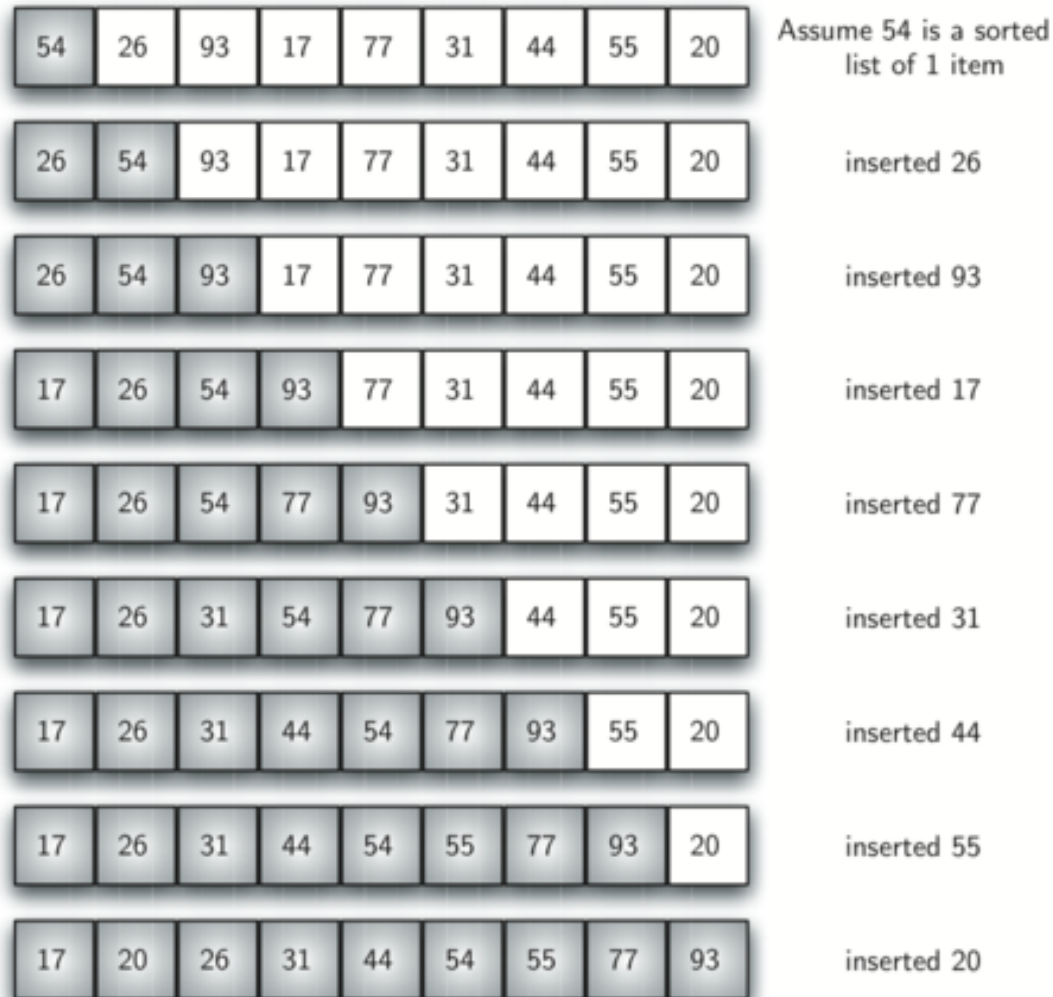 54 26 93 17 77 31 44 55 20 Assume 54 is a sorted
list of 1 item
26 54 93 17 77 31 44 55 20 inserted 26
26 54 93 17 77 31 44 55 20 inserted 93
17 26 54 93 77 31 44 55 20 inserted 17
17 26 54 77 93 31 44 55 20 inserted 77
17 26 31 54 77 93 44 55 20 inserted 31
17 26 31 44 54 77 93 55 20 inserted 44
17 26 31 44 54 55 77 93 20 inserted 55
17 20 26 31 44 54 55 77 93 inserted 20